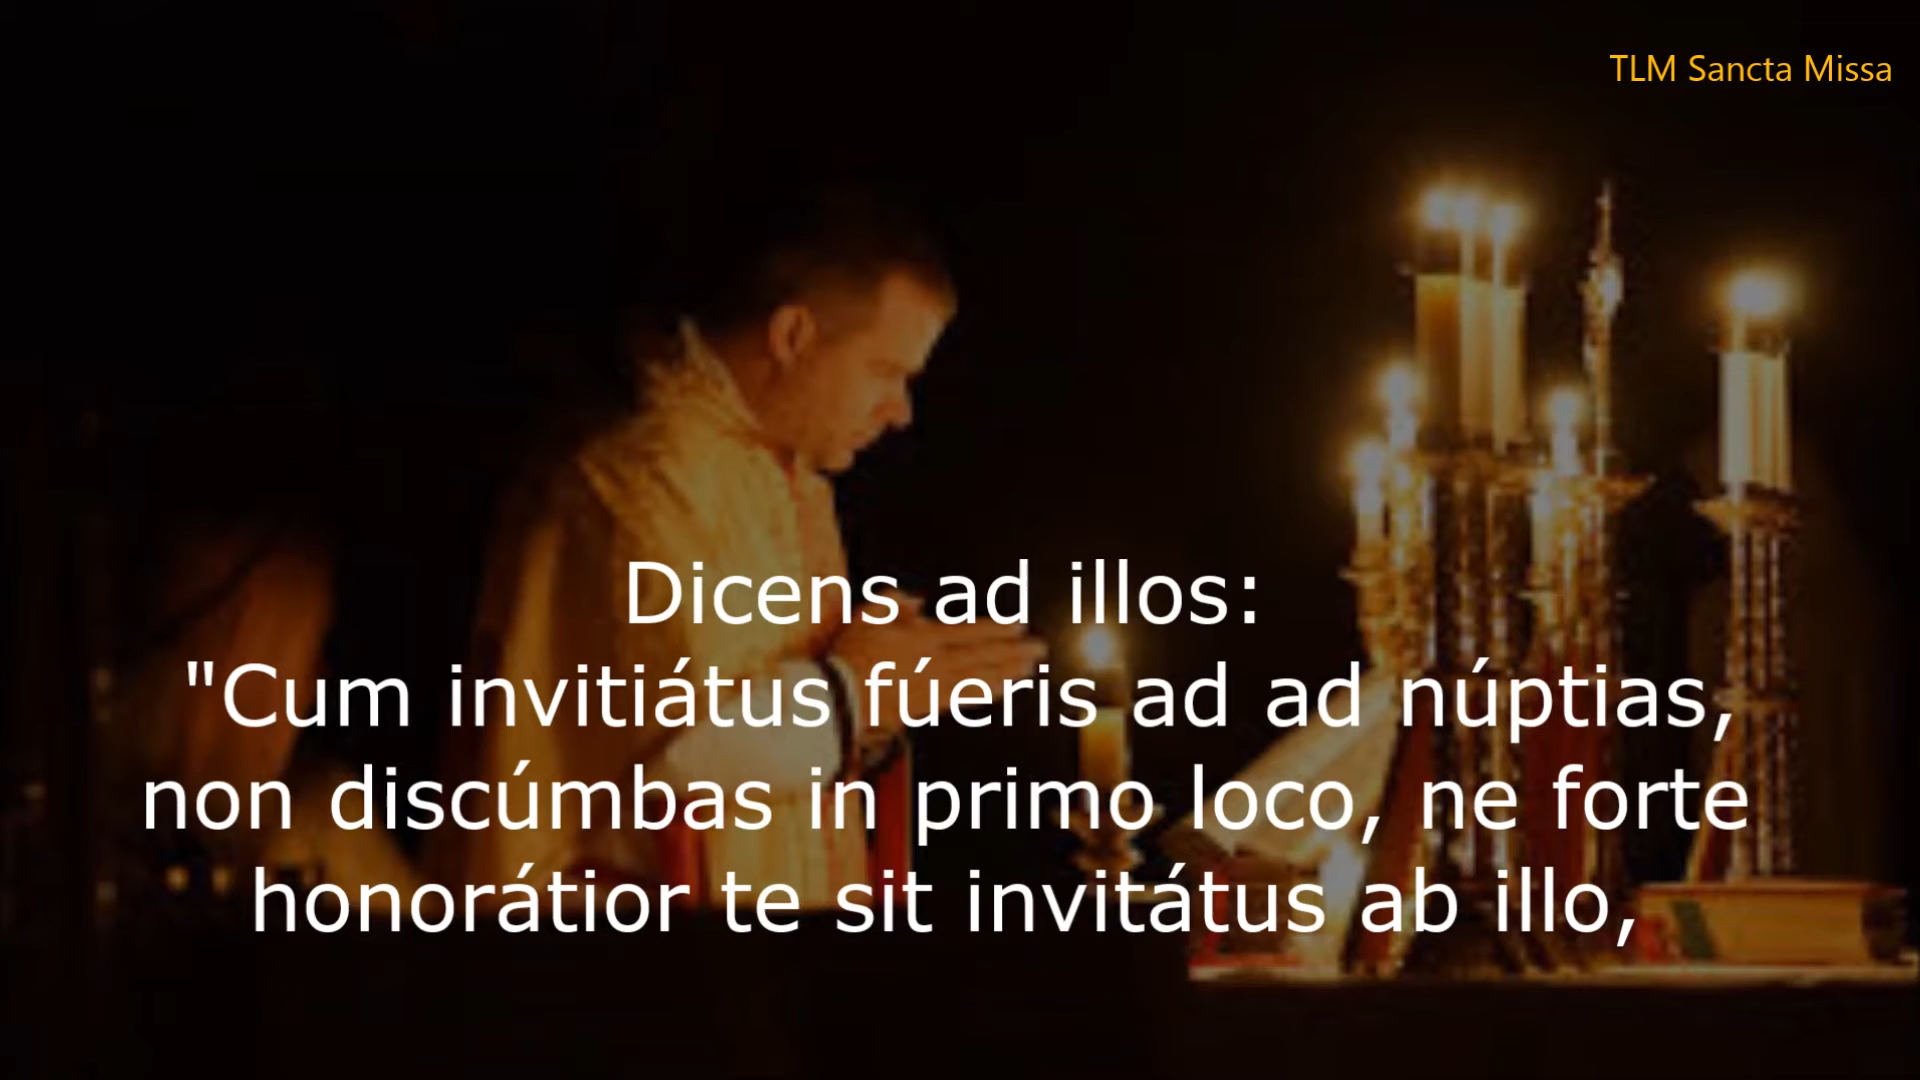 TLM Sancta Missa
Dicens ad illos:
"Cum invitiátus fúeris ad ad núptias,
non discúmbas in primo loco, ne forte
honorátior te sit invitátus ab illo,